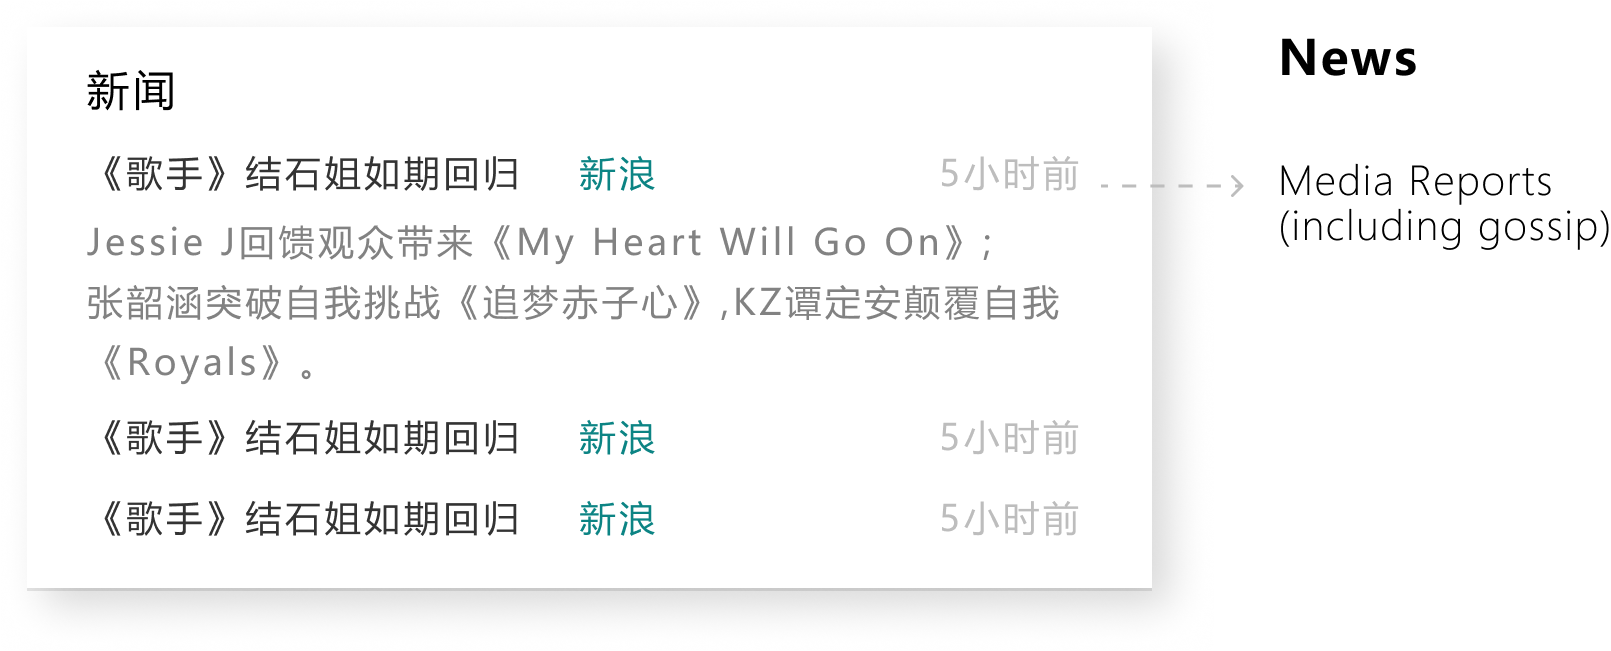 新闻
《歌手》结石姐如期回归 新浪 5小时前
Jessie J回馈观众带来《My Heart Will Go On》;
张韶涵突破自我挑战《追梦赤子心》,KZ谭定安颠覆自我
《Royals》。
《歌手》结石姐如期回归 新浪 5小时前
《歌手》结石姐如期回归 新浪 5小时前
News
Media Reports
(including gossip)